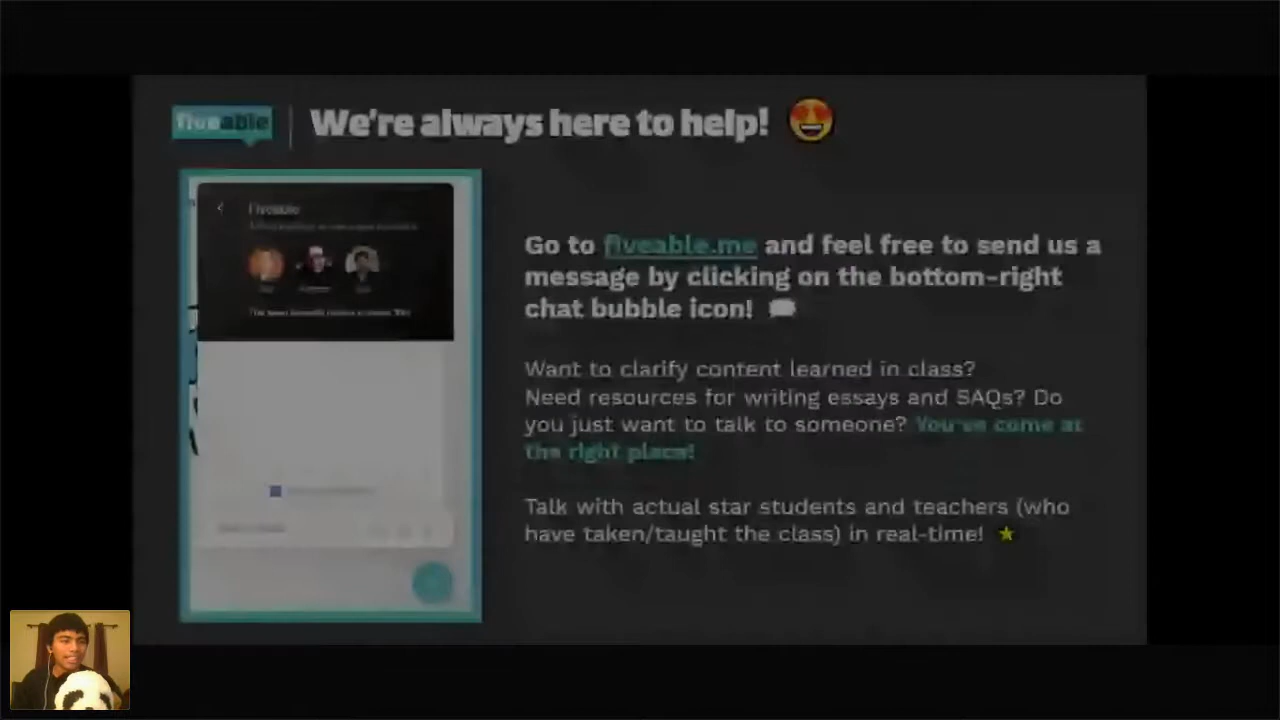 fiveable
We're always here to help!
Fiveable
Go to fiveable.me and feel free to send us a
message by clicking on the bottom-right
chat bubble icon!
Want to clarify content learned in class?
Need resources for writing essays and SAQs? Do
you just want to talk to someone? You've come at
the right place!
Talk with actual star students and teachers (who
have taken/taught the class) in real-time!